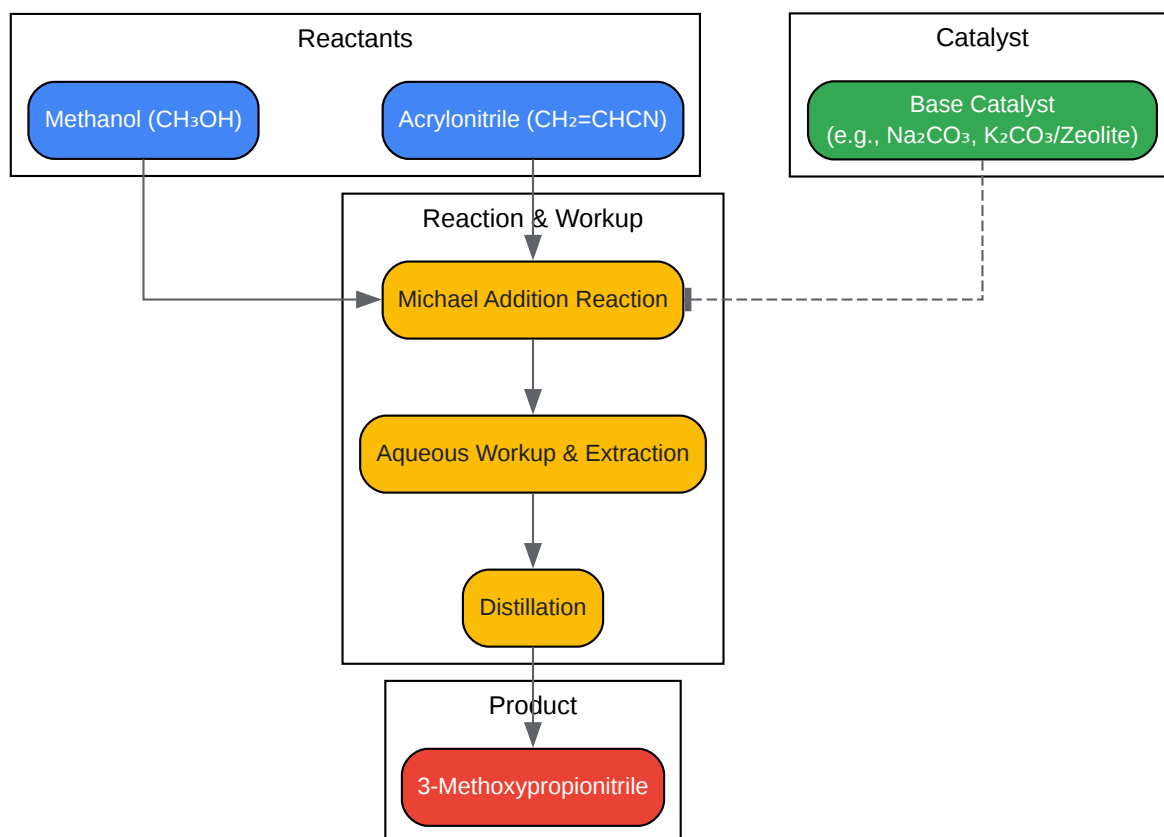 Reactants
Catalyst
Methanol (CH₃OH)
Acrylonitrile (CH₂=CHCN)
Base Catalyst
(e.g., Na₂CO₃, K₂CO₃/Zeolite)
Reaction & Workup
Michael Addition Reaction
Aqueous Workup & Extraction
Distillation
Product
3-Methoxypropionitrile